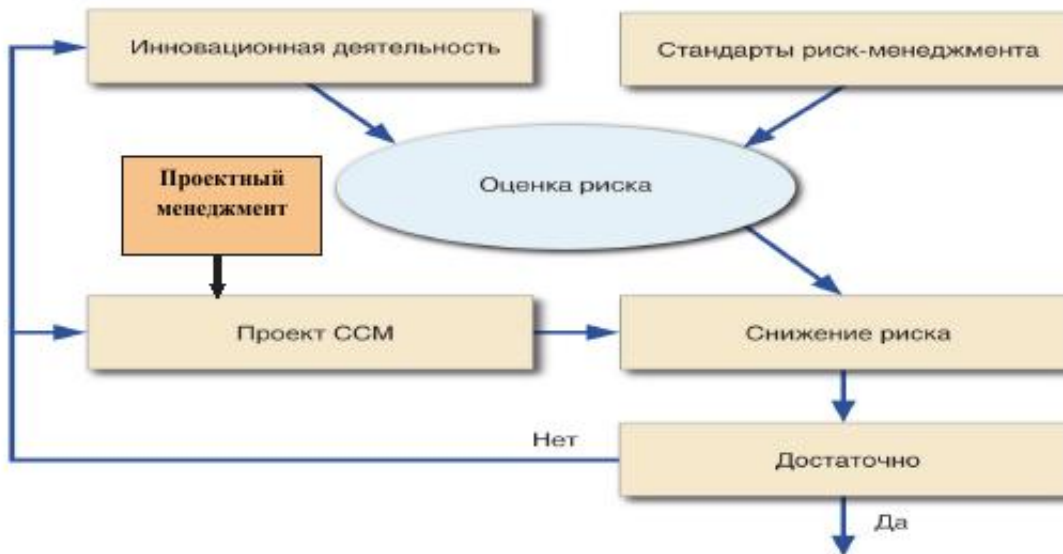 Инновационная деятельность
Стандарты риск-менеджмента
Проектный
менеджмент
Оценка риска
Проект ССМ
Снижение риска
Нет
Достаточно
Да